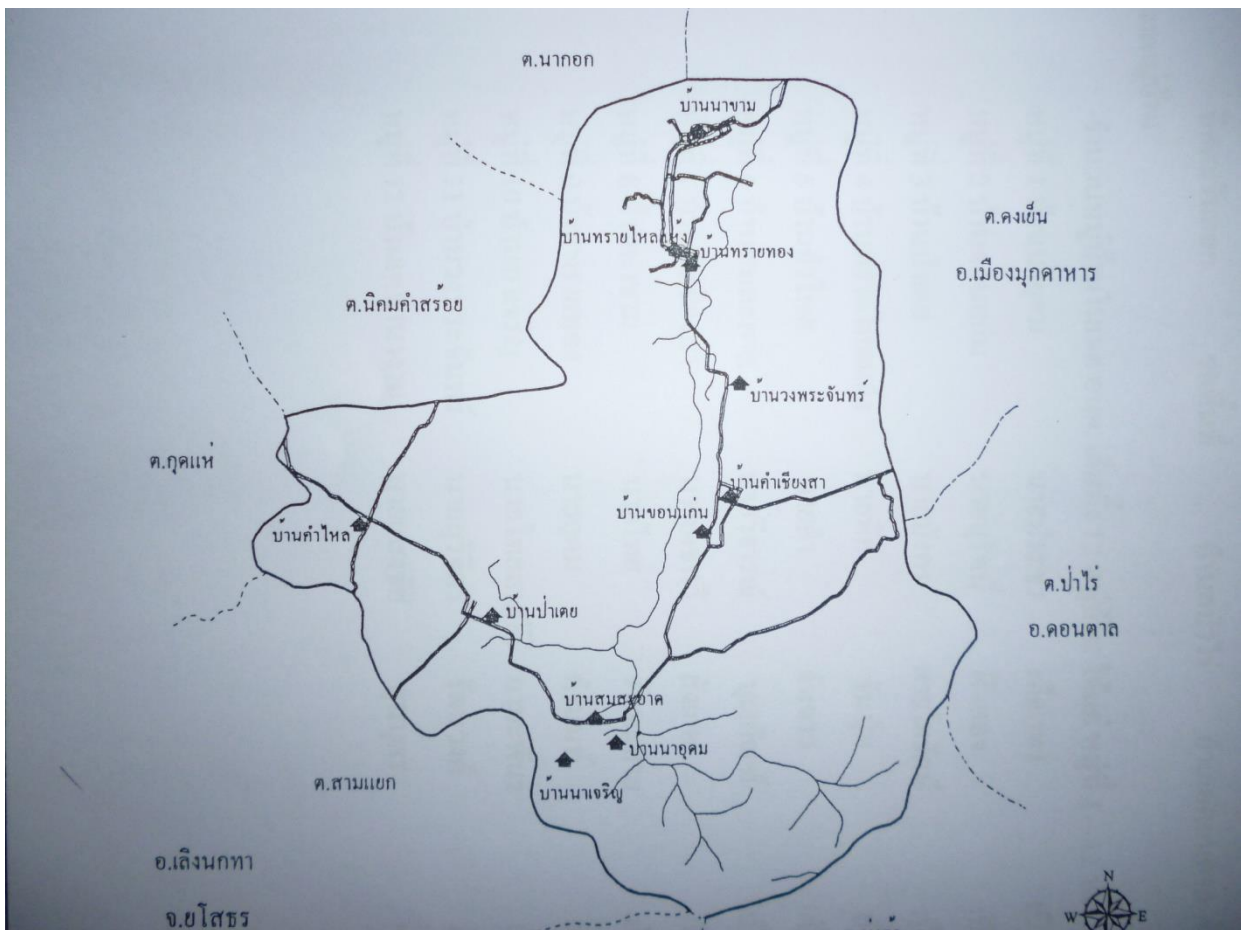 ต.นากอก
บ้านนาขาม
ต.คงเย็น
บ้านทรายไหลแห้ง
บ้านทรายทอง
อ.เมืองมุกดาหาร
ต.นิคมคำสร้อย
บ้านวงพระจันทร์
ต.กุดแห่
บ้านคำเชียงสา
บ้านขอนแก่น
บ้านคำไหล
ต.ป่าไร่
บ้านป่าเตย
อ.ดอนตาล
บ้านสมสะอาด
บ้านนาอุดม
ต.สามแยก
บ้านนาเจริญ
อ.เลิงนกทา
N
W E
จ.ยโสธร